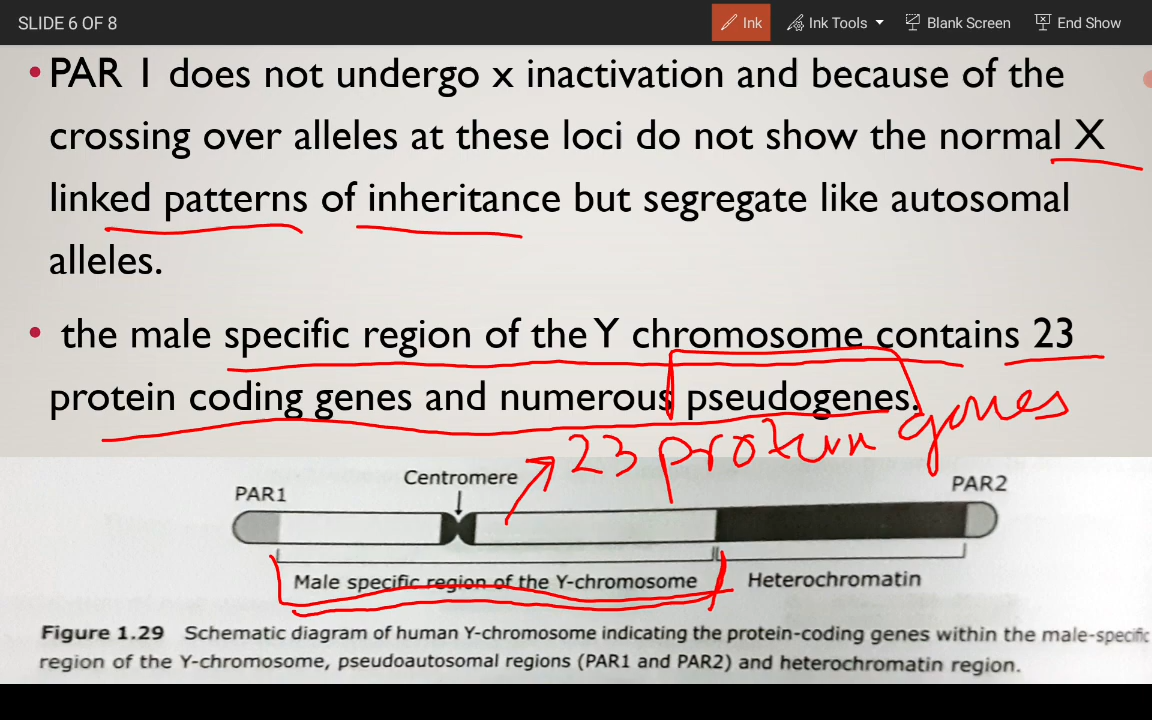 SLIDE 6 OF 8
Ink Ink Tools Blank Screen End Show
• PAR 1 does not undergo x inactivation and because of the
crossing over alleles at these loci do not show the normal X
linked patterns of inheritance but segregate like autosomal
alleles.
• the male specific region of the Y chromosome contains 23
protein coding genes and numerous pseudogenes.
23 protein genes
Centromere
PAR1
PAR2
Male specific region of the Y-chromosome
Heterochromatin
Figure 1.29 Schematic diagram of human Y-chromosome indicating the protein-coding genes within the male-specific
region of the Y-chromosome, pseudoautosomal regions (PAR1 and PAR2) and heterochromatin region.